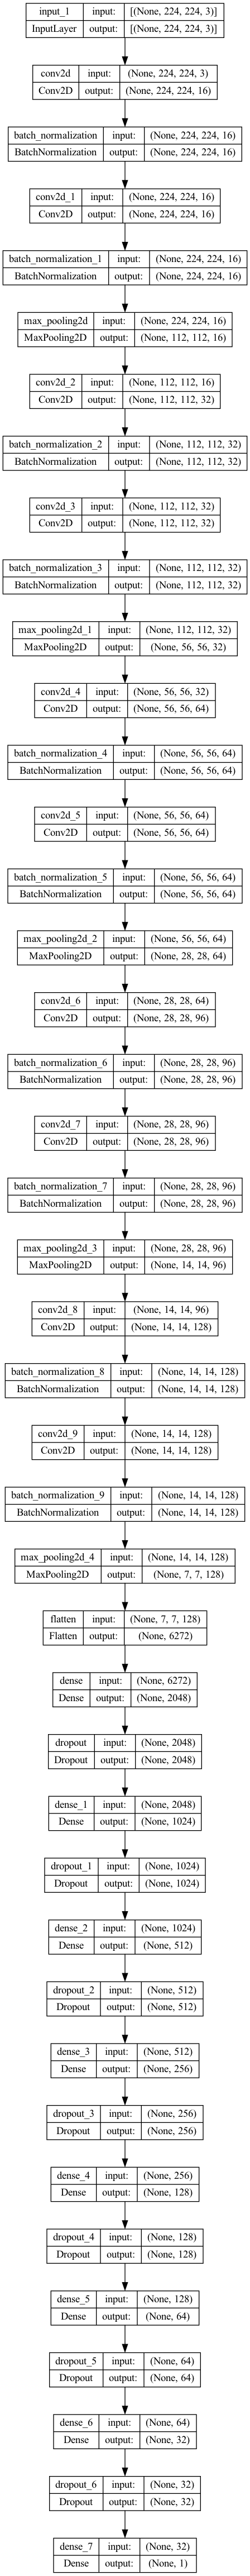 input_1 input: [(None, 224, 224, 3)]
InputLayer output: [(None, 224, 224, 3)]
conv2d input: (None, 224, 224, 3)
Conv2D output: (None, 224, 224, 16)
batch_normalization input: (None, 224, 224, 16)
BatchNormalization output: (None, 224, 224, 16)
conv2d_1 input: (None, 224, 224, 16)
Conv2D output: (None, 224, 224, 16)
batch_normalization_1 input: (None, 224, 224, 16)
BatchNormalization output: (None, 224, 224, 16)
max_pooling2d input: (None, 224, 224, 16)
MaxPooling2D output: (None, 112, 112, 16)
conv2d_2 input: (None, 112, 112, 16)
Conv2D output: (None, 112, 112, 32)
batch_normalization_2 input: (None, 112, 112, 32)
BatchNormalization output: (None, 112, 112, 32)
conv2d_3 input: (None, 112, 112, 32)
Conv2D output: (None, 112, 112, 32)
batch_normalization_3 input: (None, 112, 112, 32)
BatchNormalization output: (None, 112, 112, 32)
max_pooling2d_1 input: (None, 112, 112, 32)
MaxPooling2D output: (None, 56, 56, 32)
conv2d_4 input: (None, 56, 56, 32)
Conv2D output: (None, 56, 56, 64)
batch_normalization_4 input: (None, 56, 56, 64)
BatchNormalization output: (None, 56, 56, 64)
conv2d_5 input: (None, 56, 56, 64)
Conv2D output: (None, 56, 56, 64)
batch_normalization_5 input: (None, 56, 56, 64)
BatchNormalization output: (None, 56, 56, 64)
max_pooling2d_2 input: (None, 56, 56, 64)
MaxPooling2D output: (None, 28, 28, 64)
conv2d_6 input: (None, 28, 28, 64)
Conv2D output: (None, 28, 28, 96)
batch_normalization_6 input: (None, 28, 28, 96)
BatchNormalization output: (None, 28, 28, 96)
conv2d_7 input: (None, 28, 28, 96)
Conv2D output: (None, 28, 28, 96)
batch_normalization_7 input: (None, 28, 28, 96)
BatchNormalization output: (None, 28, 28, 96)
max_pooling2d_3 input: (None, 28, 28, 96)
MaxPooling2D output: (None, 14, 14, 96)
conv2d_8 input: (None, 14, 14, 96)
Conv2D output: (None, 14, 14, 128)
batch_normalization_8 input: (None, 14, 14, 128)
BatchNormalization output: (None, 14, 14, 128)
conv2d_9 input: (None, 14, 14, 128)
Conv2D output: (None, 14, 14, 128)
batch_normalization_9 input: (None, 14, 14, 128)
BatchNormalization output: (None, 14, 14, 128)
max_pooling2d_4 input: (None, 14, 14, 128)
MaxPooling2D output: (None, 7, 7, 128)
flatten input: (None, 7, 7, 128)
Flatten output: (None, 6272)
dense input: (None, 6272)
Dense output: (None, 2048)
dropout input: (None, 2048)
Dropout output: (None, 2048)
dense_1 input: (None, 2048)
Dense output: (None, 1024)
dropout_1 input: (None, 1024)
Dropout output: (None, 1024)
dense_2 input: (None, 1024)
Dense output: (None, 512)
dropout_2 input: (None, 512)
Dropout output: (None, 512)
dense_3 input: (None, 512)
Dense output: (None, 256)
dropout_3 input: (None, 256)
Dropout output: (None, 256)
dense_4 input: (None, 256)
Dense output: (None, 128)
dropout_4 input: (None, 128)
Dropout output: (None, 128)
dense_5 input: (None, 128)
Dense output: (None, 64)
dropout_5 input: (None, 64)
Dropout output: (None, 64)
dense_6 input: (None, 64)
Dense output: (None, 32)
dropout_6 input: (None, 32)
Dropout output: (None, 32)
dense_7 input: (None, 32)
Dense output: (None, 1)